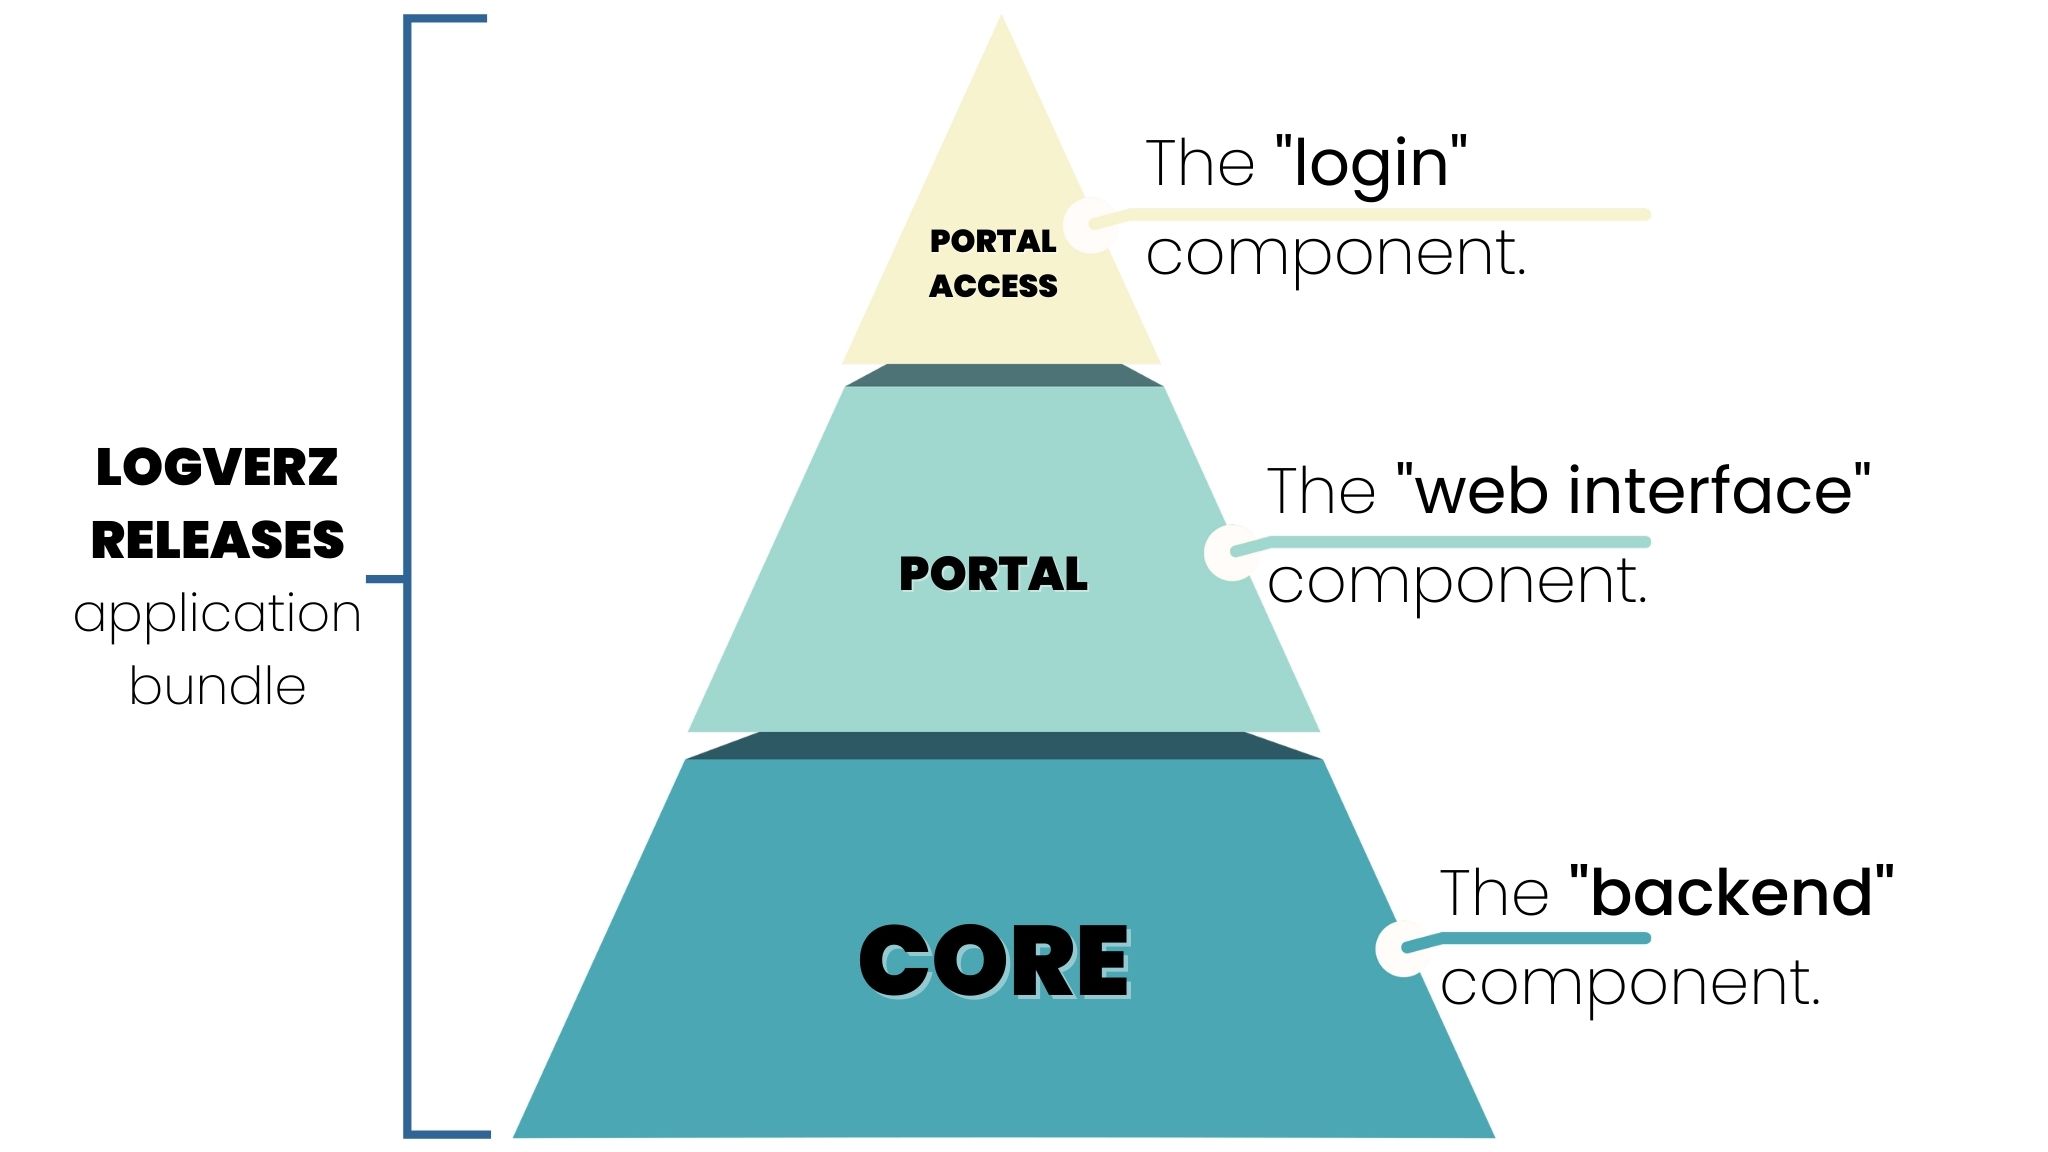 LOGVERZ
RELEASES
application
bundle
PORTAL
ACCESS
The "login"
component.
PORTAL
The "web interface"
component.
CORE
The "backend"
component.